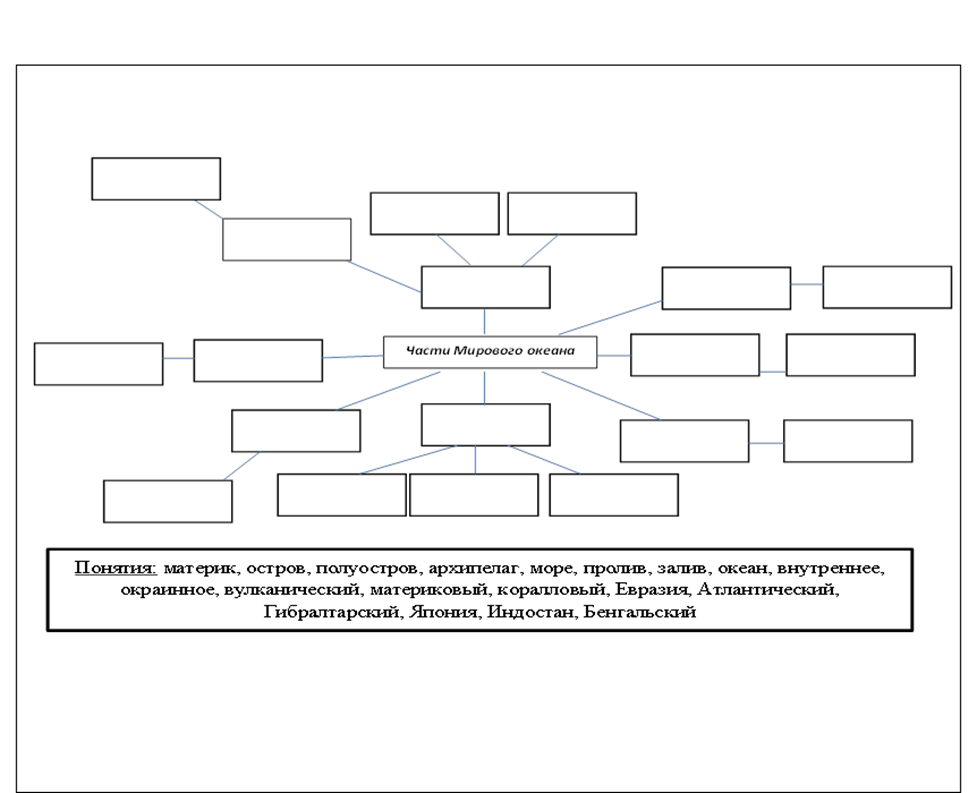 Части Мирового океана
Понятия: материк, остров, полуостров, архипелаг, море, пролив, залив, океан, внутреннее,
окраинное, вулканический, материковый, коралловый, Евразия, Атлантический,
Гибралтарский, Япония, Индостан, Бенгальский